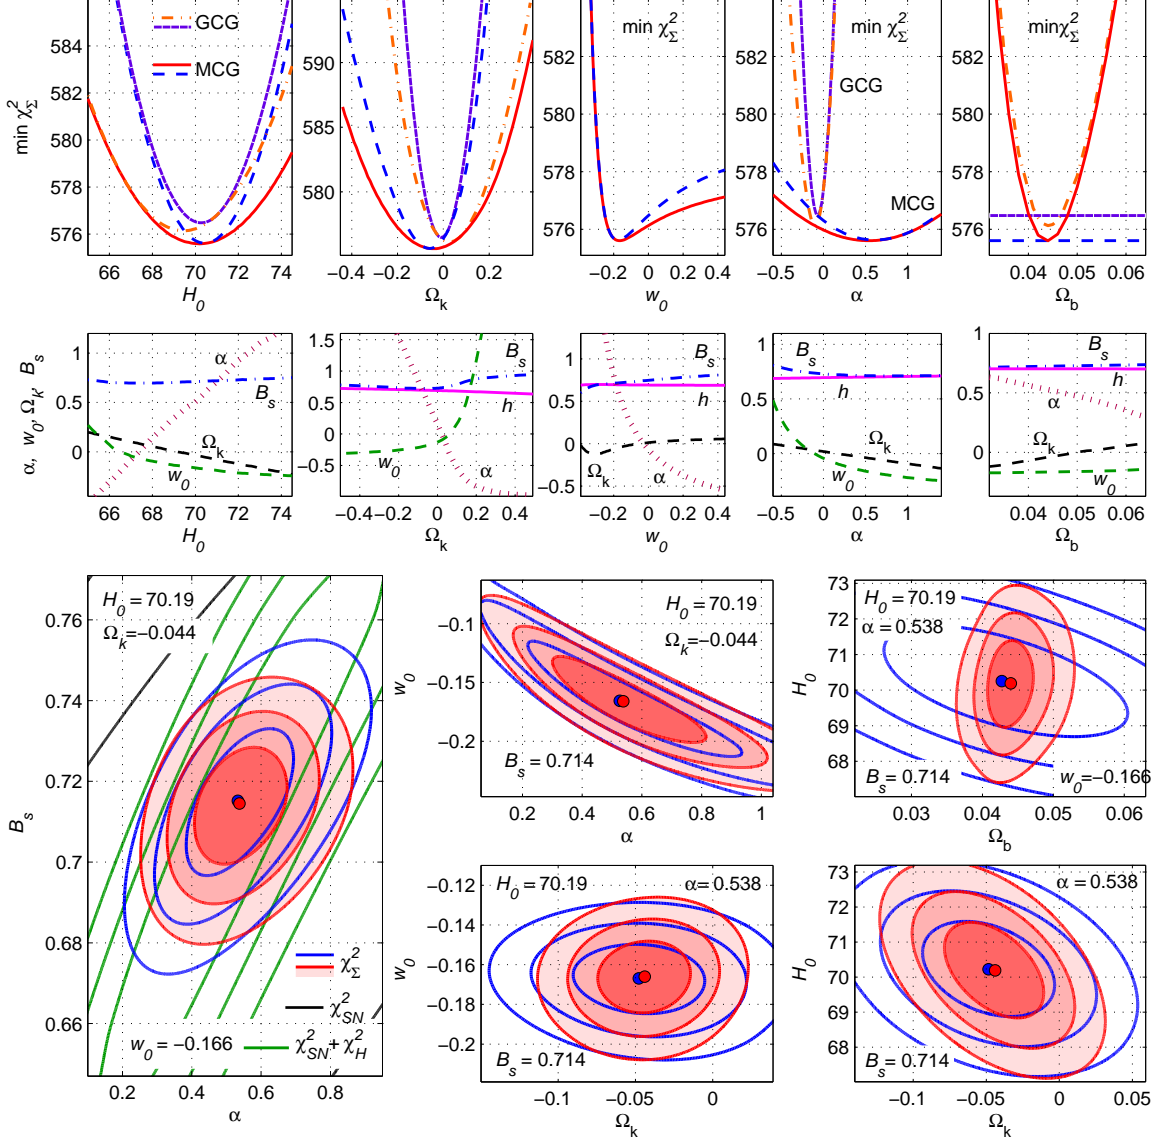 GCG
MCG
min χ²_Σ
584
582
580
578
576
66 68 70 72 74
H_0
590
585
580
−0.4 −0.2 0 0.2
Ω_k
min χ²_Σ
582
580
578
576
−0.4 0 0.4
w_0
min χ²_Σ
GCG
MCG
582
580
578
576
−0.5 0 0.5 1
α
minχ²_Σ
582
580
578
576
0.04 0.05 0.06
Ω_b
α, w_0, Ω_k, B_s
1
0.5
0
α
B_s
Ω_k
w_0
66 68 70 72 74
H_0
1.5
1
0.5
0
−0.5
B_s
h
w_0
α
−0.4 −0.2 0 0.2 0.4
Ω_k
1
0.5
0
−0.5
B_s
h
Ω_k
α
−0.4 0 0.4
w_0
1
0.5
0
B_s
h
Ω_k
w_0
−0.5 0 0.5 1
α
1
0.5
0
B_s
h
α
Ω_k
w_0
0.04 0.05 0.06
Ω_b
H_0 = 70.19
Ω_k=−0.044
B_s
0.76
0.74
0.72
0.7
0.68
0.66
χ²_Σ
χ²_SN
w_0 = −0.166
χ²_SN + χ²_H
0.2 0.4 0.6 0.8
α
H_0 = 70.19
Ω_k=−0.044
w_0
−0.1
−0.15
−0.2
B_s = 0.714
0.2 0.4 0.6 0.8 1
α
H_0 = 70.19
α = 0.538
H_0
73
72
71
70
69
68
67
B_s = 0.714
w_0=−0.166
0.03 0.04 0.05 0.06
Ω_b
H_0 = 70.19
α = 0.538
w_0
−0.12
−0.14
−0.16
−0.18
−0.2
B_s = 0.714
−0.1 −0.05 0
Ω_k
α = 0.538
H_0
73
72
71
70
69
68
B_s = 0.714
−0.1 −0.05 0 0.05
Ω_k